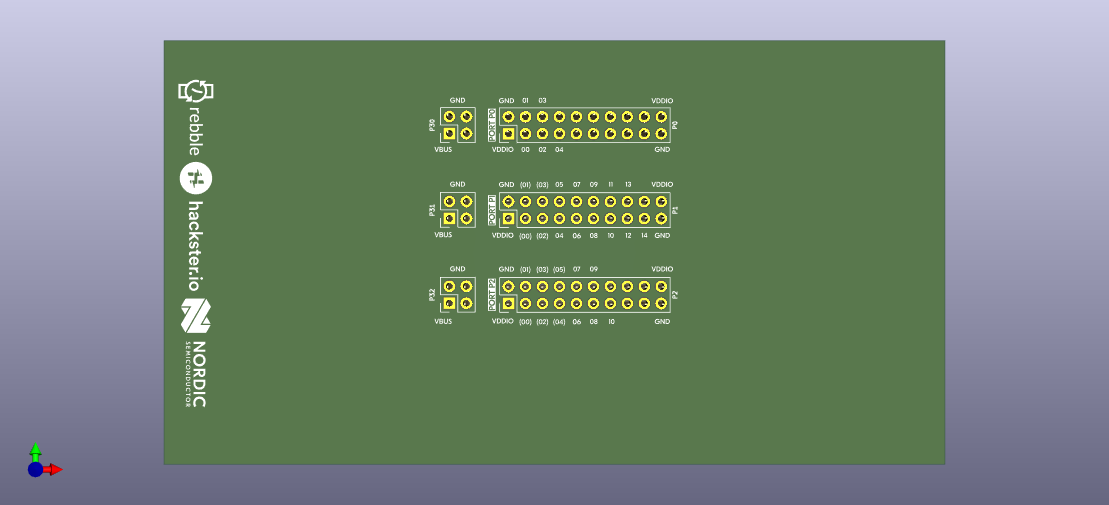 rebble
hackster.io
NORDIC
SEMICONDUCTOR
GND
P30
VBUS
GND 01 03 VDDIO
PORT P0
P0
VDDIO 00 02 04 GND
GND
P31
VBUS
GND (01) (03) 05 07 09 11 13 VDDIO
PORT P1
P1
VDDIO (00) (02) 04 06 08 10 12 14 GND
GND
P32
VBUS
GND (01) (03) (05) 07 09 VDDIO
PORT P2
P2
VDDIO (00) (02) (04) 06 08 10 GND